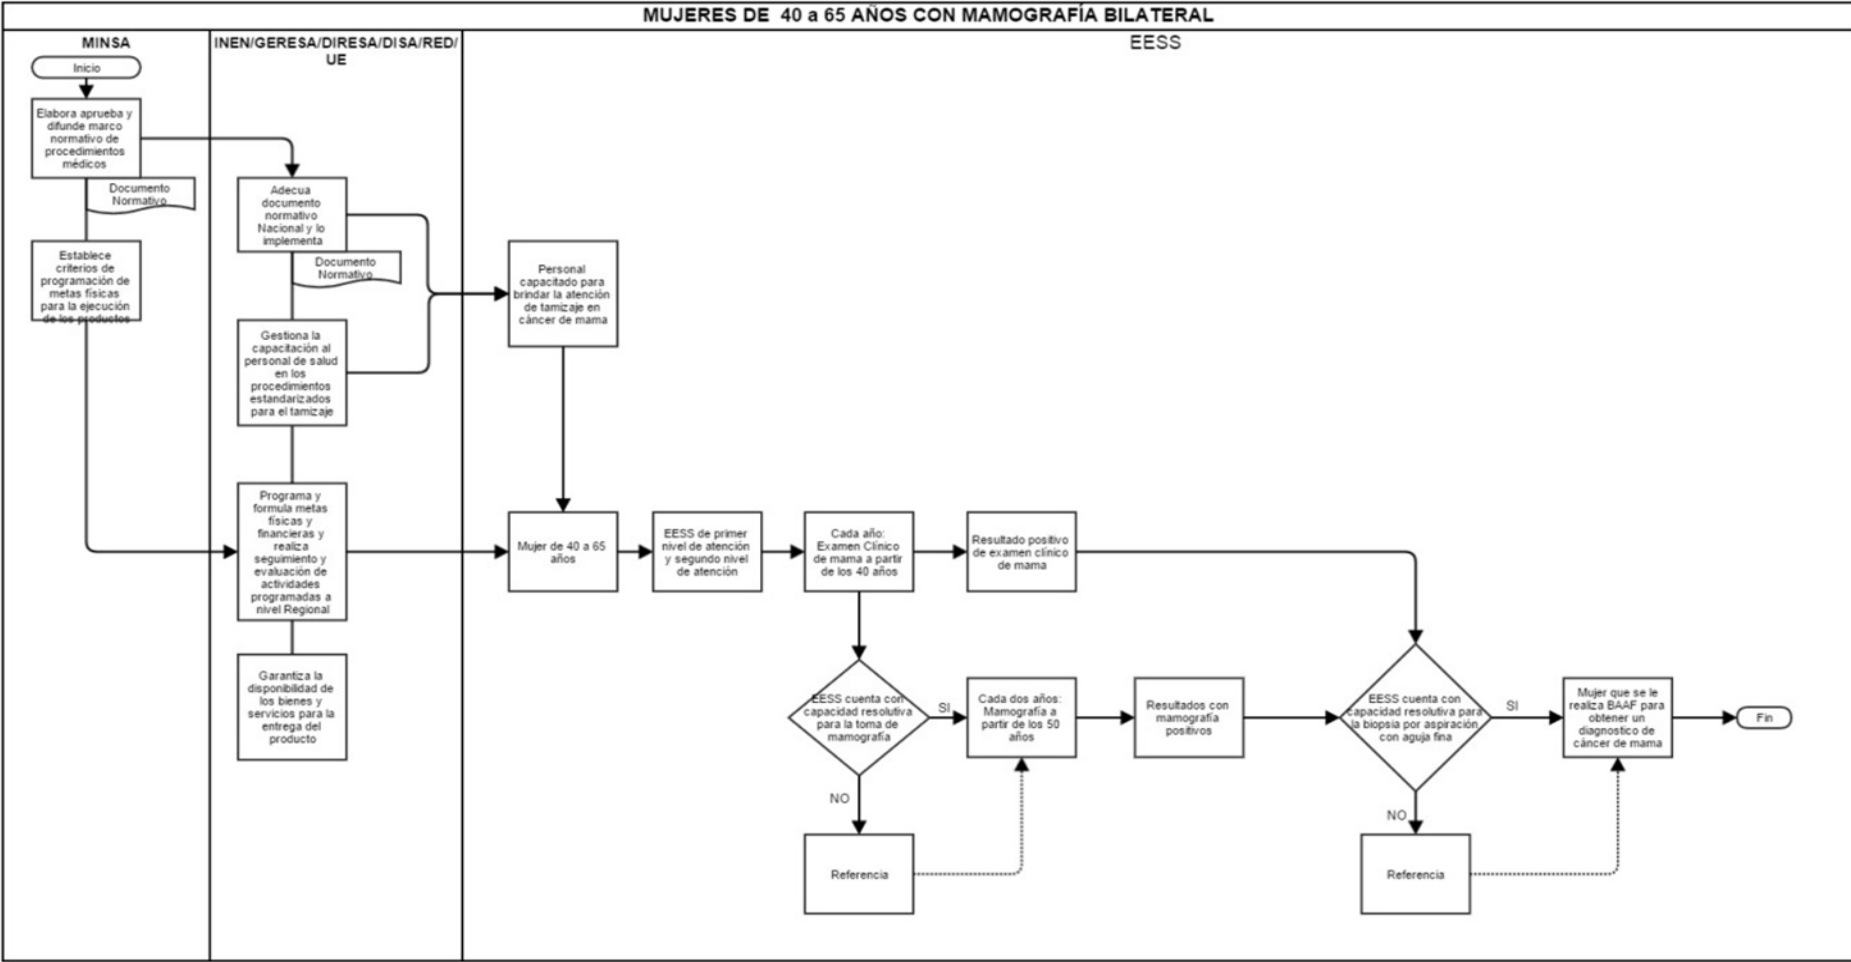 MUJERES DE 40 a 65 AÑOS CON MAMOGRAFÍA BILATERAL
MINSA
INEN/GERESA/DIRESA/DISA/RED/
UE
EESS
Inicio
Elabora aprueba y
difunde marco
normativo de
procedimientos
médicos
Documento
Normativo
Establece
criterios de
programación de
metas físicas
para la ejecución
de los productos
Adecua
documento
normativo
Nacional y lo
implementa
Documento
Normativo
Gestiona la
capacitación al
personal de salud
en los
procedimientos
estandarizados
para el tamizaje
Programa y
formula metas
físicas y
financieras y
realiza
seguimiento y
evaluación de
actividades
programadas a
nivel Regional
Garantiza la
disponibilidad de
los bienes y
servicios para la
entrega del
producto
Personal
capacitado para
brindar la atención
de tamizaje en
cáncer de mama
Mujer de 40 a 65
años
EESS de primer
nivel de atención
y segundo nivel
de atención
Cada año:
Examen Clínico
de mama a partir
de los 40 años
Resultado positivo
de examen clínico
de mama
EESS cuenta con
capacidad resolutiva
para la toma de
mamografía
SI
NO
Cada dos años:
Mamografía a
partir de los 50
años
Resultados con
mamografía
positivos
EESS cuenta con
capacidad resolutiva para
la biopsia por aspiración
con aguja fina
SI
NO
Mujer que se le
realiza BAAF para
obtener un
diagnostico de
cáncer de mama
Fin
Referencia
Referencia